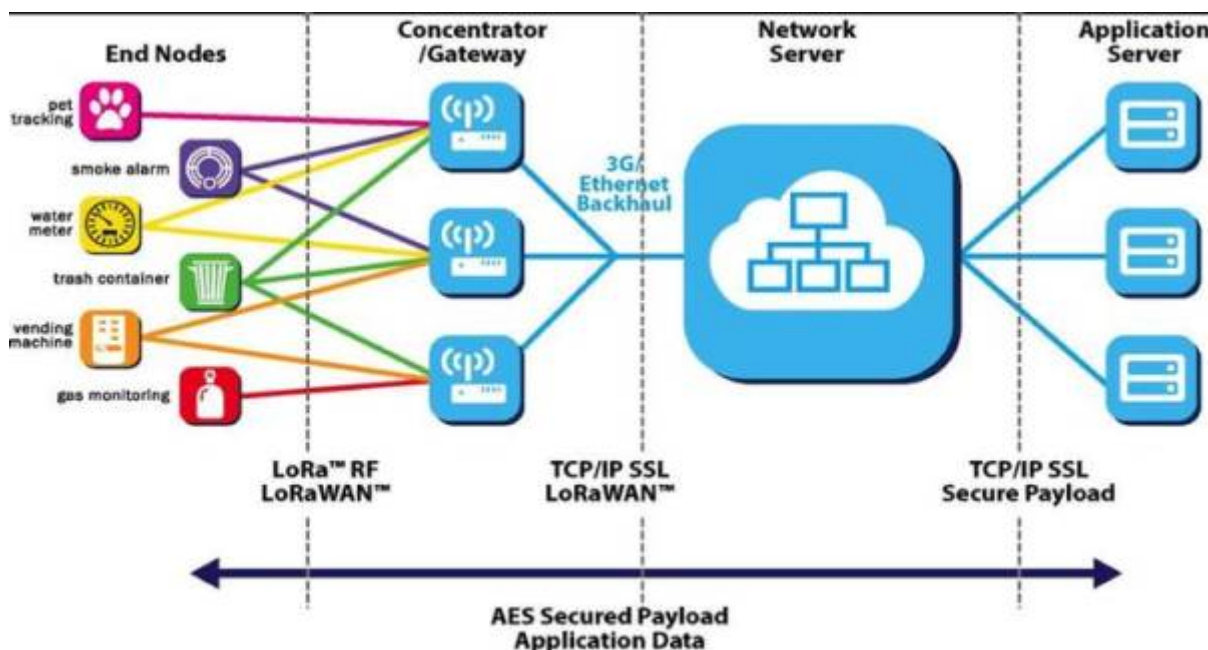 End Nodes
Concentrator
/Gateway
Network
Server
Application
Server
pet
tracking
smoke alarm
water
meter
trash container
vending
machine
gas monitoring
3G/
Ethernet
Backhaul
LoRa™ RF
LoRaWAN™
TCP/IP SSL
LoRaWAN™
TCP/IP SSL
Secure Payload
AES Secured Payload
Application Data